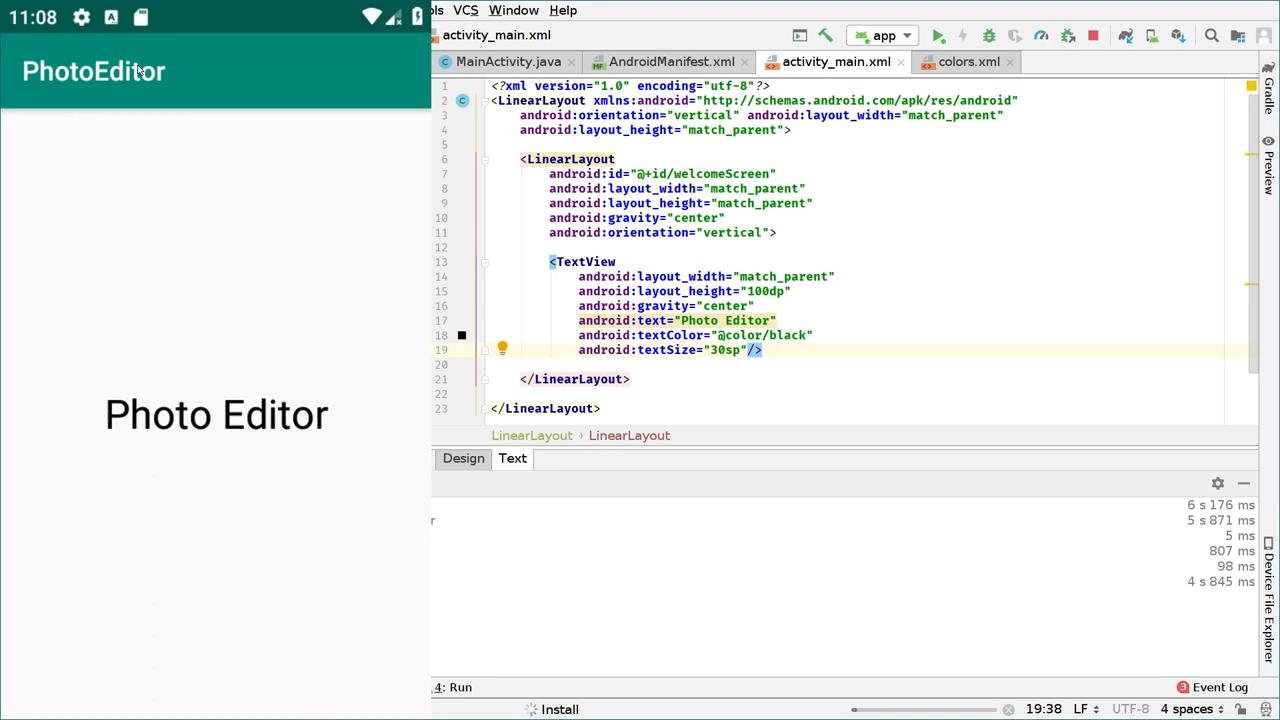 11:08
PhotoEditor
Photo Editor
VCS Window Help
activity_main.xml
app
MainActivity.java
AndroidManifest.xml
activity_main.xml
colors.xml
1 <?xml version="1.0" encoding="utf-8"?>
2 <LinearLayout xmlns:android="http://schemas.android.com/apk/res/android"
3 android:orientation="vertical" android:layout_width="match_parent"
4 android:layout_height="match_parent">
5
6 <LinearLayout
7 android:id="@+id/welcomeScreen"
8 android:layout_width="match_parent"
9 android:layout_height="match_parent"
10 android:gravity="center"
11 android:orientation="vertical">
12
13 <TextView
14 android:layout_width="match_parent"
15 android:layout_height="100dp"
16 android:gravity="center"
17 android:text="Photo Editor"
18 android:textColor="@color/black"
19 android:textSize="30sp"/>
20
21 </LinearLayout>
22
23 </LinearLayout>
LinearLayout › LinearLayout
Design Text
6 s 176 ms
5 s 871 ms
5 ms
807 ms
98 ms
4 s 845 ms
4: Run
3 Event Log
Install
19:38 LF UTF-8 4 spaces
Gradle
Preview
Device File Explorer